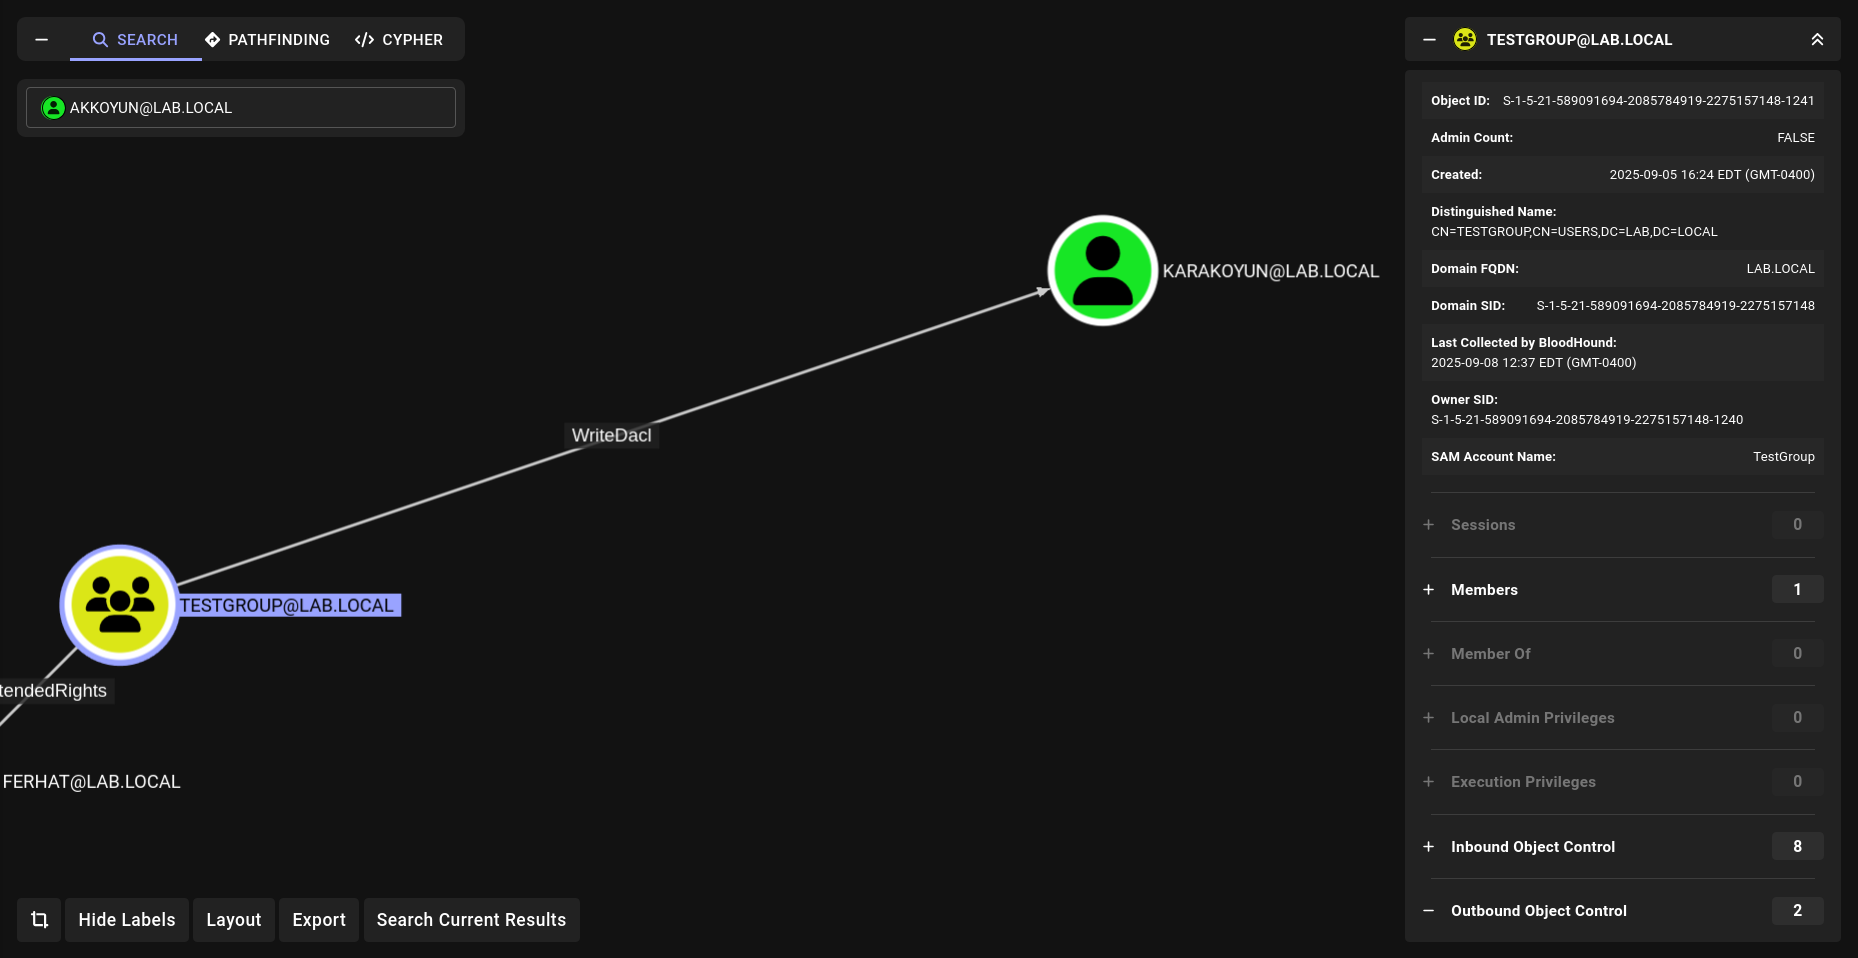 SEARCH
PATHFINDING
CYPHER
AKKOYUN@LAB.LOCAL
KARAKOYUN@LAB.LOCAL
WriteDacl
TESTGROUP@LAB.LOCAL
tendedRights
FERHAT@LAB.LOCAL
Hide Labels
Layout
Export
Search Current Results
TESTGROUP@LAB.LOCAL
Object ID: S-1-5-21-589091694-2085784919-2275157148-1241
Admin Count: FALSE
Created: 2025-09-05 16:24 EDT (GMT-0400)
Distinguished Name:
CN=TESTGROUP,CN=USERS,DC=LAB,DC=LOCAL
Domain FQDN: LAB.LOCAL
Domain SID: S-1-5-21-589091694-2085784919-2275157148
Last Collected by BloodHound:
2025-09-08 12:37 EDT (GMT-0400)
Owner SID:
S-1-5-21-589091694-2085784919-2275157148-1240
SAM Account Name: TestGroup
Sessions 0
Members 1
Member Of 0
Local Admin Privileges 0
Execution Privileges 0
Inbound Object Control 8
Outbound Object Control 2